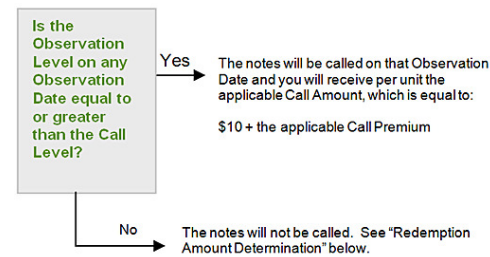 Is the
Observation
Level on any
Observation
Date equal to
or greater
than the Call
Level?
Yes
The notes will be called on that Observation
Date and you will receive per unit the
applicable Call Amount, which is equal to:
$10 + the applicable Call Premium
No
The notes will not be called.  See “Redemption
Amount Determination” below.